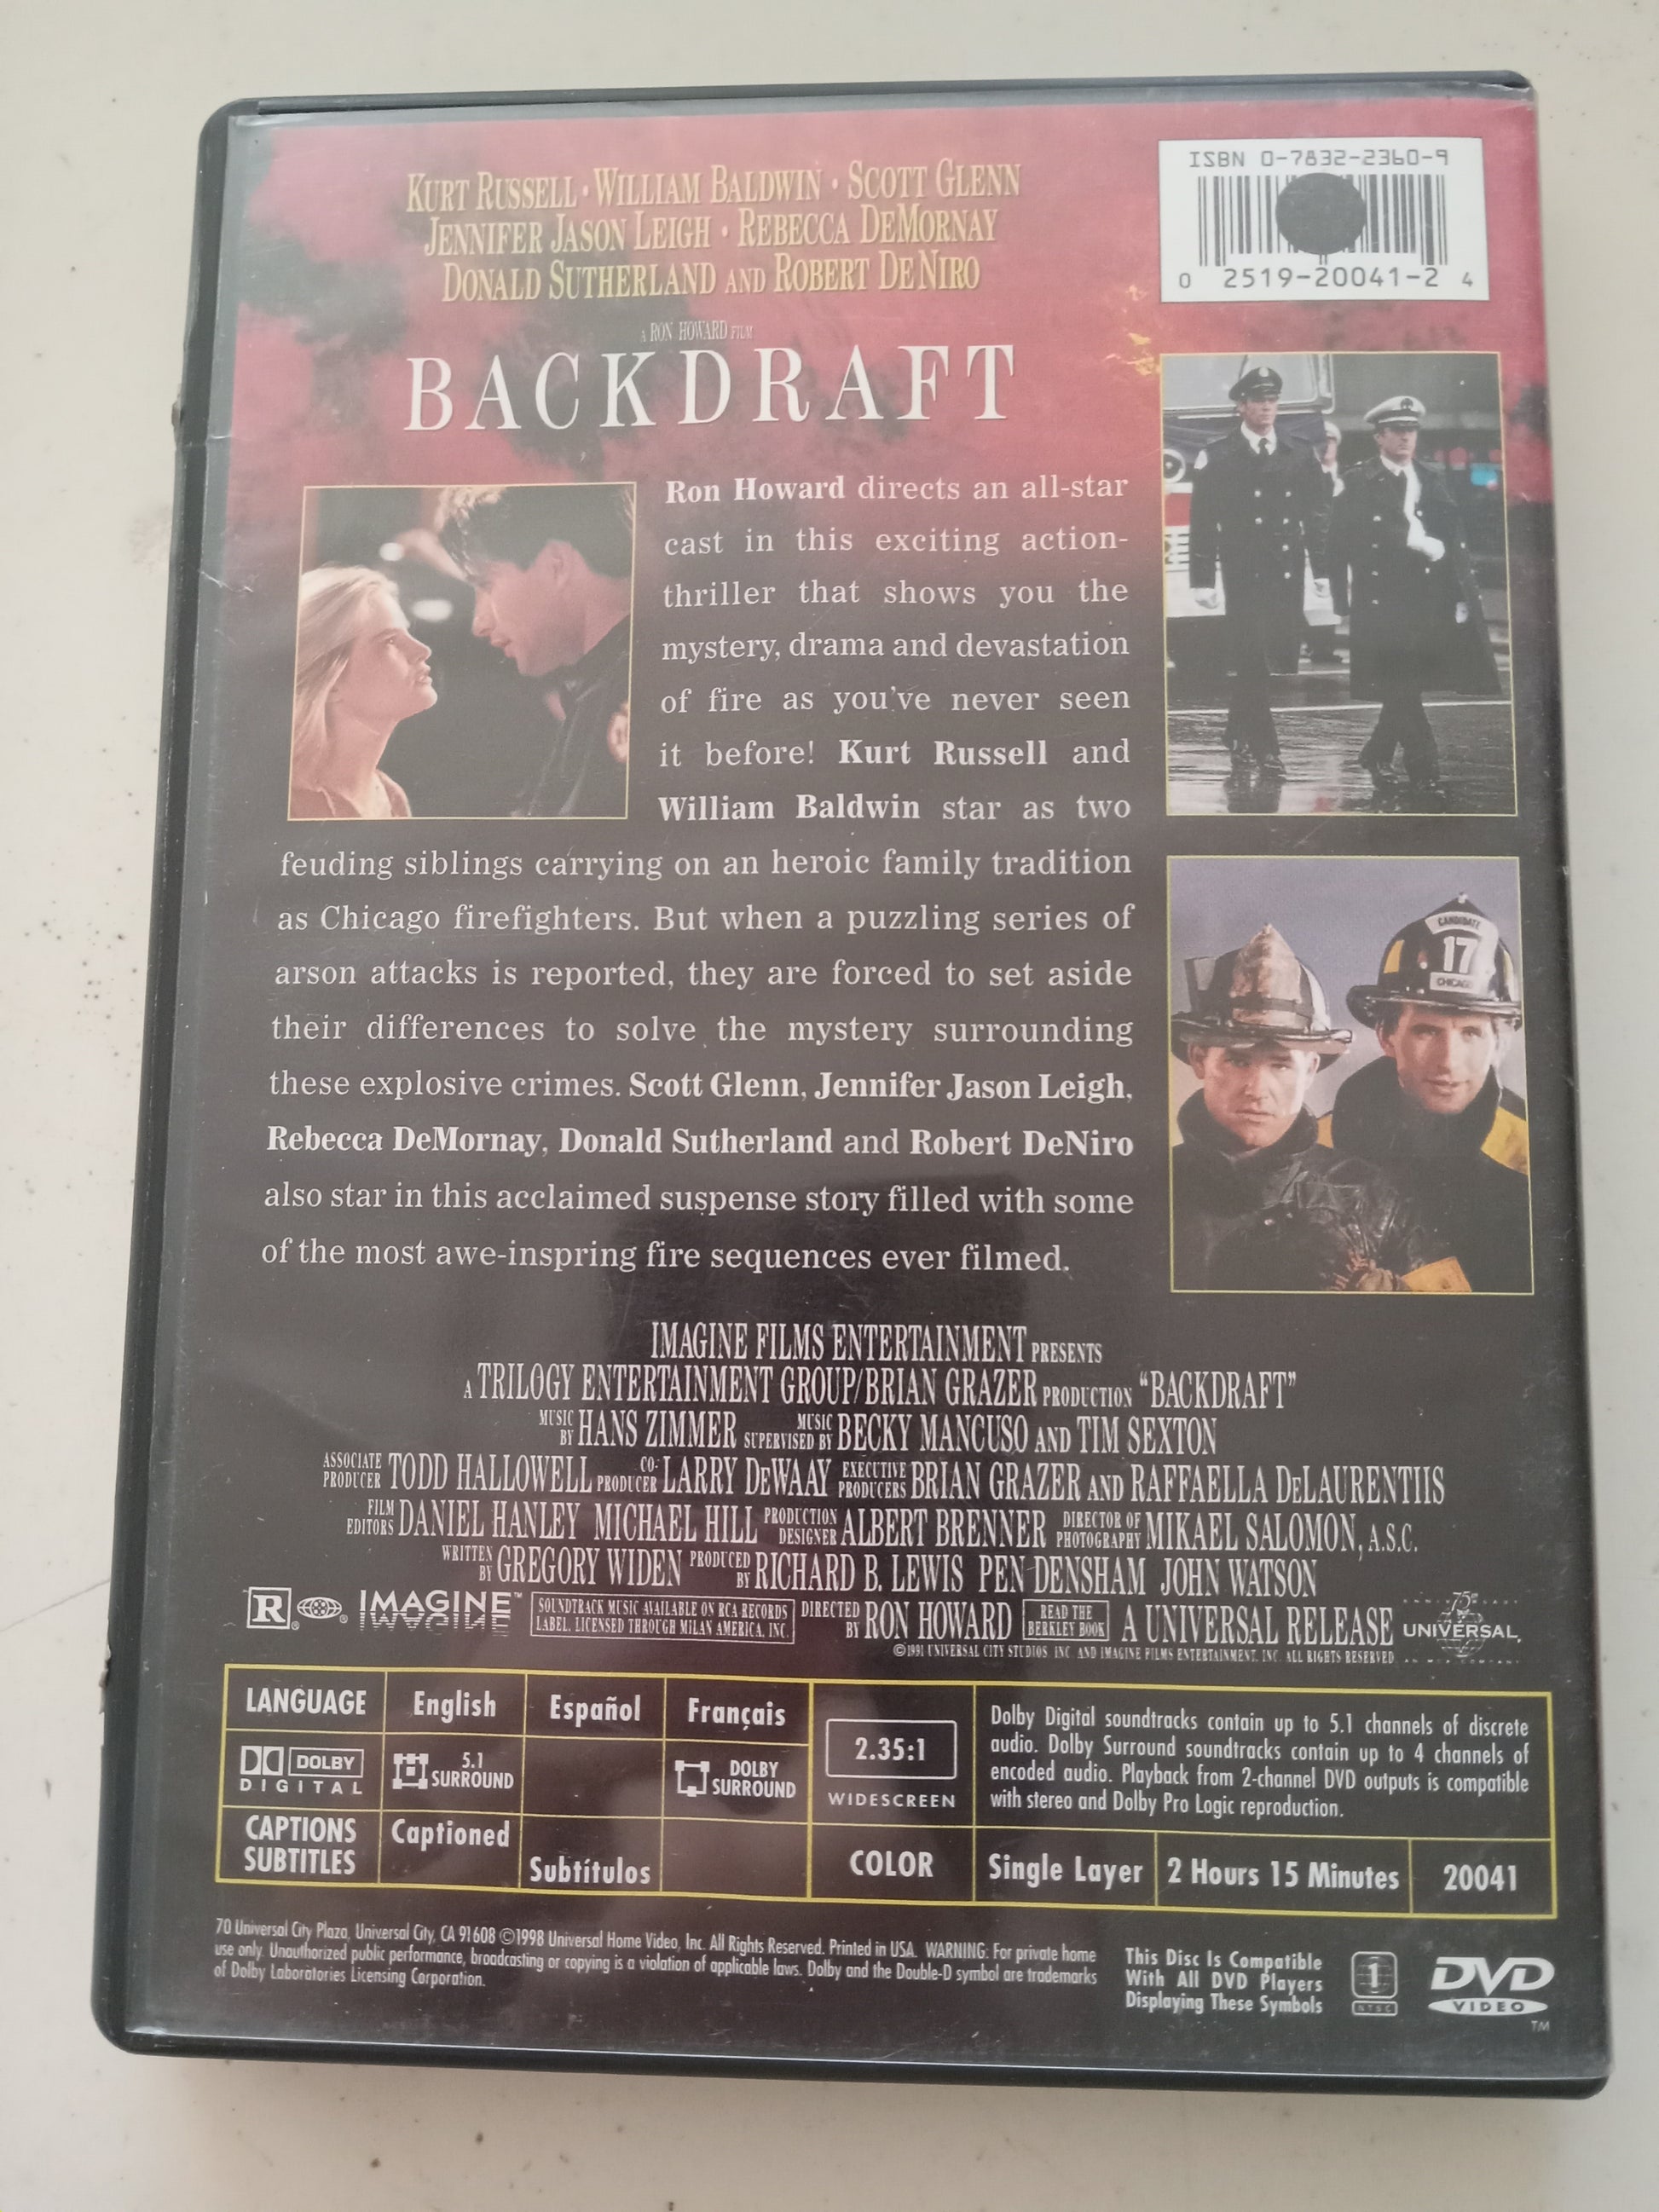 ISBN 0-7832-2360-9
0 2519-20041-2 4
KURT RUSSELL • WILLIAM BALDWIN • SCOTT GLENN
JENNIFER JASON LEIGH • REBECCA DEMORNAY
DONALD SUTHERLAND AND ROBERT DE NIRO
A RON HOWARD FILM
BACKDRAFT
Ron Howard directs an all-star
cast in this exciting action-
thriller that shows you the
mystery, drama and devastation
of fire as you've never seen
it before! Kurt Russell and
William Baldwin star as two
feuding siblings carrying on an heroic family tradition
as Chicago firefighters. But when a puzzling series of
arson attacks is reported, they are forced to set aside
their differences to solve the mystery surrounding
these explosive crimes. Scott Glenn, Jennifer Jason Leigh,
Rebecca DeMornay, Donald Sutherland and Robert DeNiro
also star in this acclaimed suspense story filled with some
of the most awe-inspring fire sequences ever filmed.
CANDIDATE
17
CHICAGO
IMAGINE FILMS ENTERTAINMENT PRESENTS
A TRILOGY ENTERTAINMENT GROUP/BRIAN GRAZER PRODUCTION "BACKDRAFT"
MUSIC BY HANS ZIMMER MUSIC SUPERVISED BY BECKY MANCUSO AND TIM SEXTON
ASSOCIATE PRODUCER TODD HALLOWELL CO-PRODUCER LARRY DEWAAY EXECUTIVE PRODUCERS BRIAN GRAZER AND RAFFAELLA DELAURENTIIS
FILM EDITORS DANIEL HANLEY MICHAEL HILL PRODUCTION DESIGNER ALBERT BRENNER DIRECTOR OF PHOTOGRAPHY MIKAEL SALOMON, A.S.C.
WRITTEN BY GREGORY WIDEN PRODUCED BY RICHARD B. LEWIS PEN DENSHAM JOHN WATSON
R ® IMAGINE™ SOUNDTRACK MUSIC AVAILABLE ON RCA RECORDS LABEL. LICENSED THROUGH MILAN AMERICA, INC. DIRECTED BY RON HOWARD READ THE BERKLEY BOOK A UNIVERSAL RELEASE 75TH ANNIVERSARY UNIVERSAL
©1991 UNIVERSAL CITY STUDIOS, INC. AND IMAGINE FILMS ENTERTAINMENT, INC. ALL RIGHTS RESERVED
LANGUAGE English Español Français
DOLBY DIGITAL 5.1 SURROUND DOLBY SURROUND
CAPTIONS SUBTITLES Captioned Subtítulos
2.35:1
WIDESCREEN
COLOR
Dolby Digital soundtracks contain up to 5.1 channels of discrete
audio. Dolby Surround soundtracks contain up to 4 channels of
encoded audio. Playback from 2-channel DVD outputs is compatible
with stereo and Dolby Pro Logic reproduction.
Single Layer 2 Hours 15 Minutes 20041
70 Universal City Plaza, Universal City, CA 91608 ©1998 Universal Home Video, Inc. All Rights Reserved. Printed in USA. WARNING: For private home
use only. Unauthorized public performance, broadcasting or copying is a violation of applicable laws. Dolby and the Double-D symbol are trademarks
of Dolby Laboratories Licensing Corporation.
This Disc Is Compatible
With All DVD Players
Displaying These Symbols
1
NTSC
DVD
VIDEO
TM